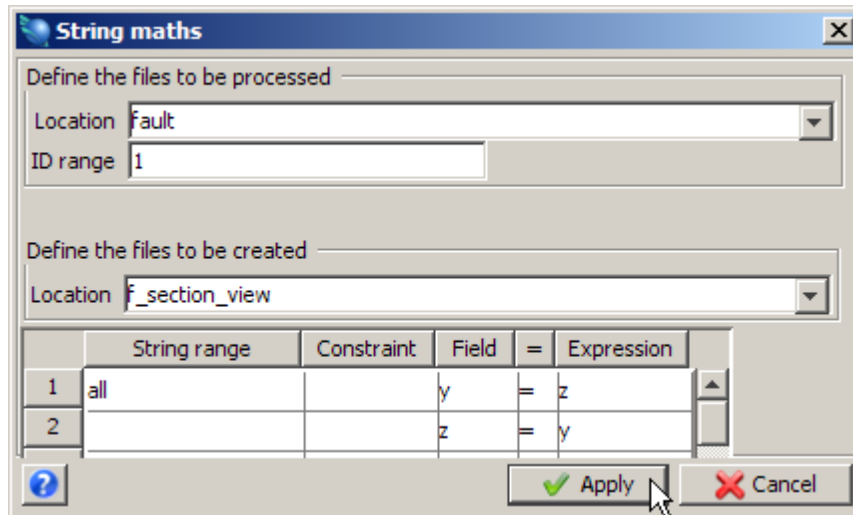 String maths
Define the files to be processed
Location fault
ID range 1
Define the files to be created
Location f_section_view
String range Constraint Field = Expression
1 all y = z
2 z = y
? Apply Cancel